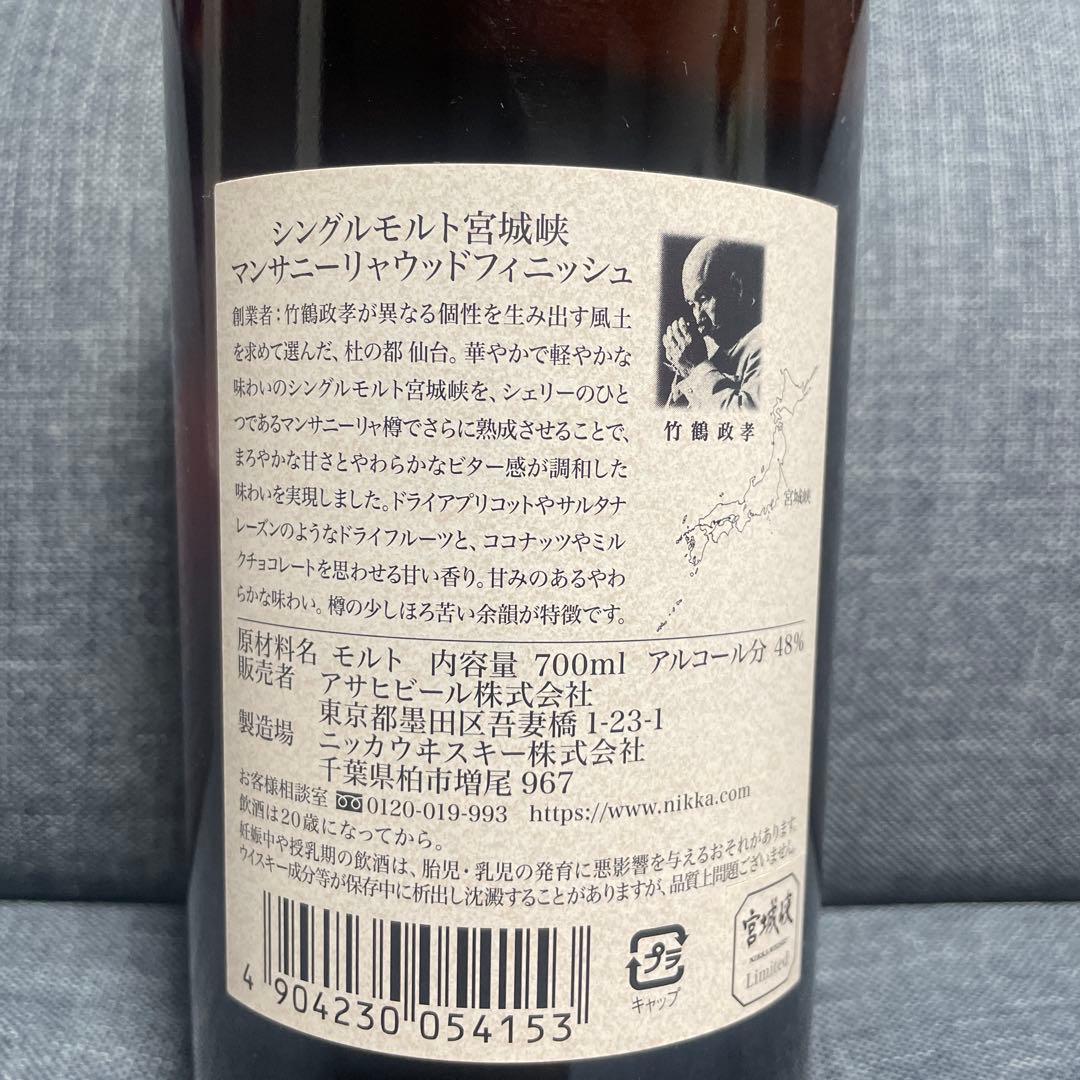 シングルモルト宮城峡
マンサニーリャウッドフィニッシュ
創業者:竹鶴政孝が異なる個性を生み出す風土
を求めて選んだ、杜の都 仙台。華やかで軽やかな
味わいのシングルモルト宮城峡を、シェリーのひと
つであるマンサニーリャ樽でさらに熟成させることで、
まろやかな甘さとやわらかなビター感が調和した
味わいを実現しました。ドライアプリコットやサルタナ
レーズンのようなドライフルーツと、ココナッツやミル
クチョコレートを思わせる甘い香り。甘みのあるやわ
らかな味わい。樽の少しほろ苦い余韻が特徴です。
竹鶴政孝
宮城峡
原材料名 モルト 内容量 700ml アルコール分 48%
販売者 アサヒビール株式会社
東京都墨田区吾妻橋 1-23-1
製造場 ニッカウヰスキー株式会社
千葉県柏市増尾 967
お客様相談室 0120-019-993 https://www.nikka.com
飲酒は20歳になってから。
妊娠中や授乳期の飲酒は、胎児・乳児の発育に悪影響を与えるおそれがあります。
ウイスキー成分等が保存中に析出し沈澱することがありますが、品質上問題ございません。
4 904230 054153
プラ
キャップ
宮城峡
NIKKA WHISKY
Limited